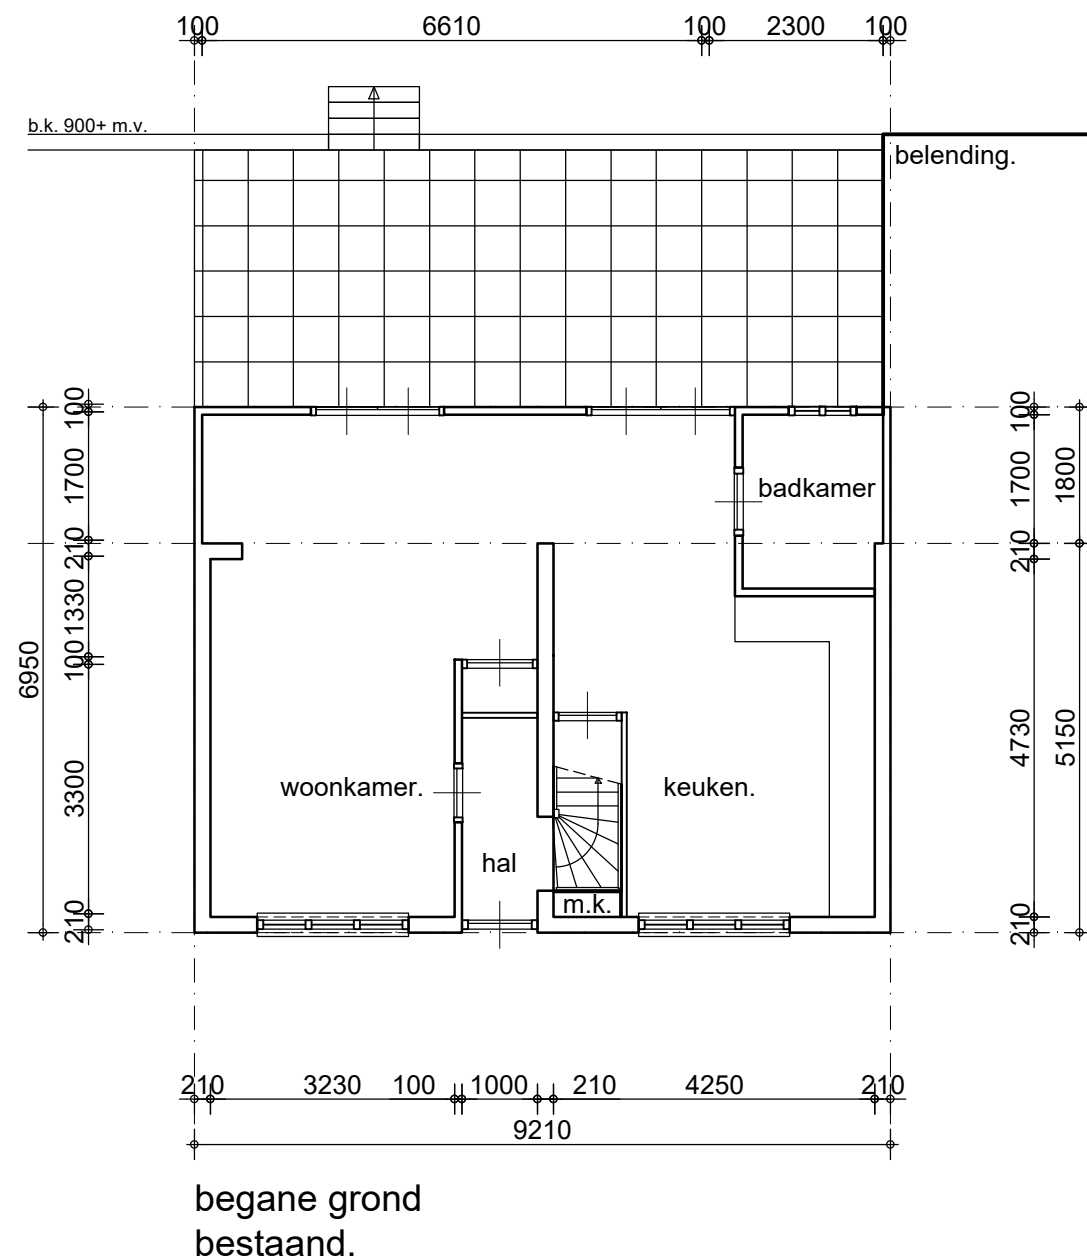 100 6610 100 2300 100
b.k. 900+ m.v.
belending.
100
1700
210
1330
100
3300
210
6950
100
1700
210
4730
210
1800
5150
badkamer
woonkamer.
keuken.
hal
m.k.
210 3230 100 1000 210 4250 210
9210
begane grond
bestaand.